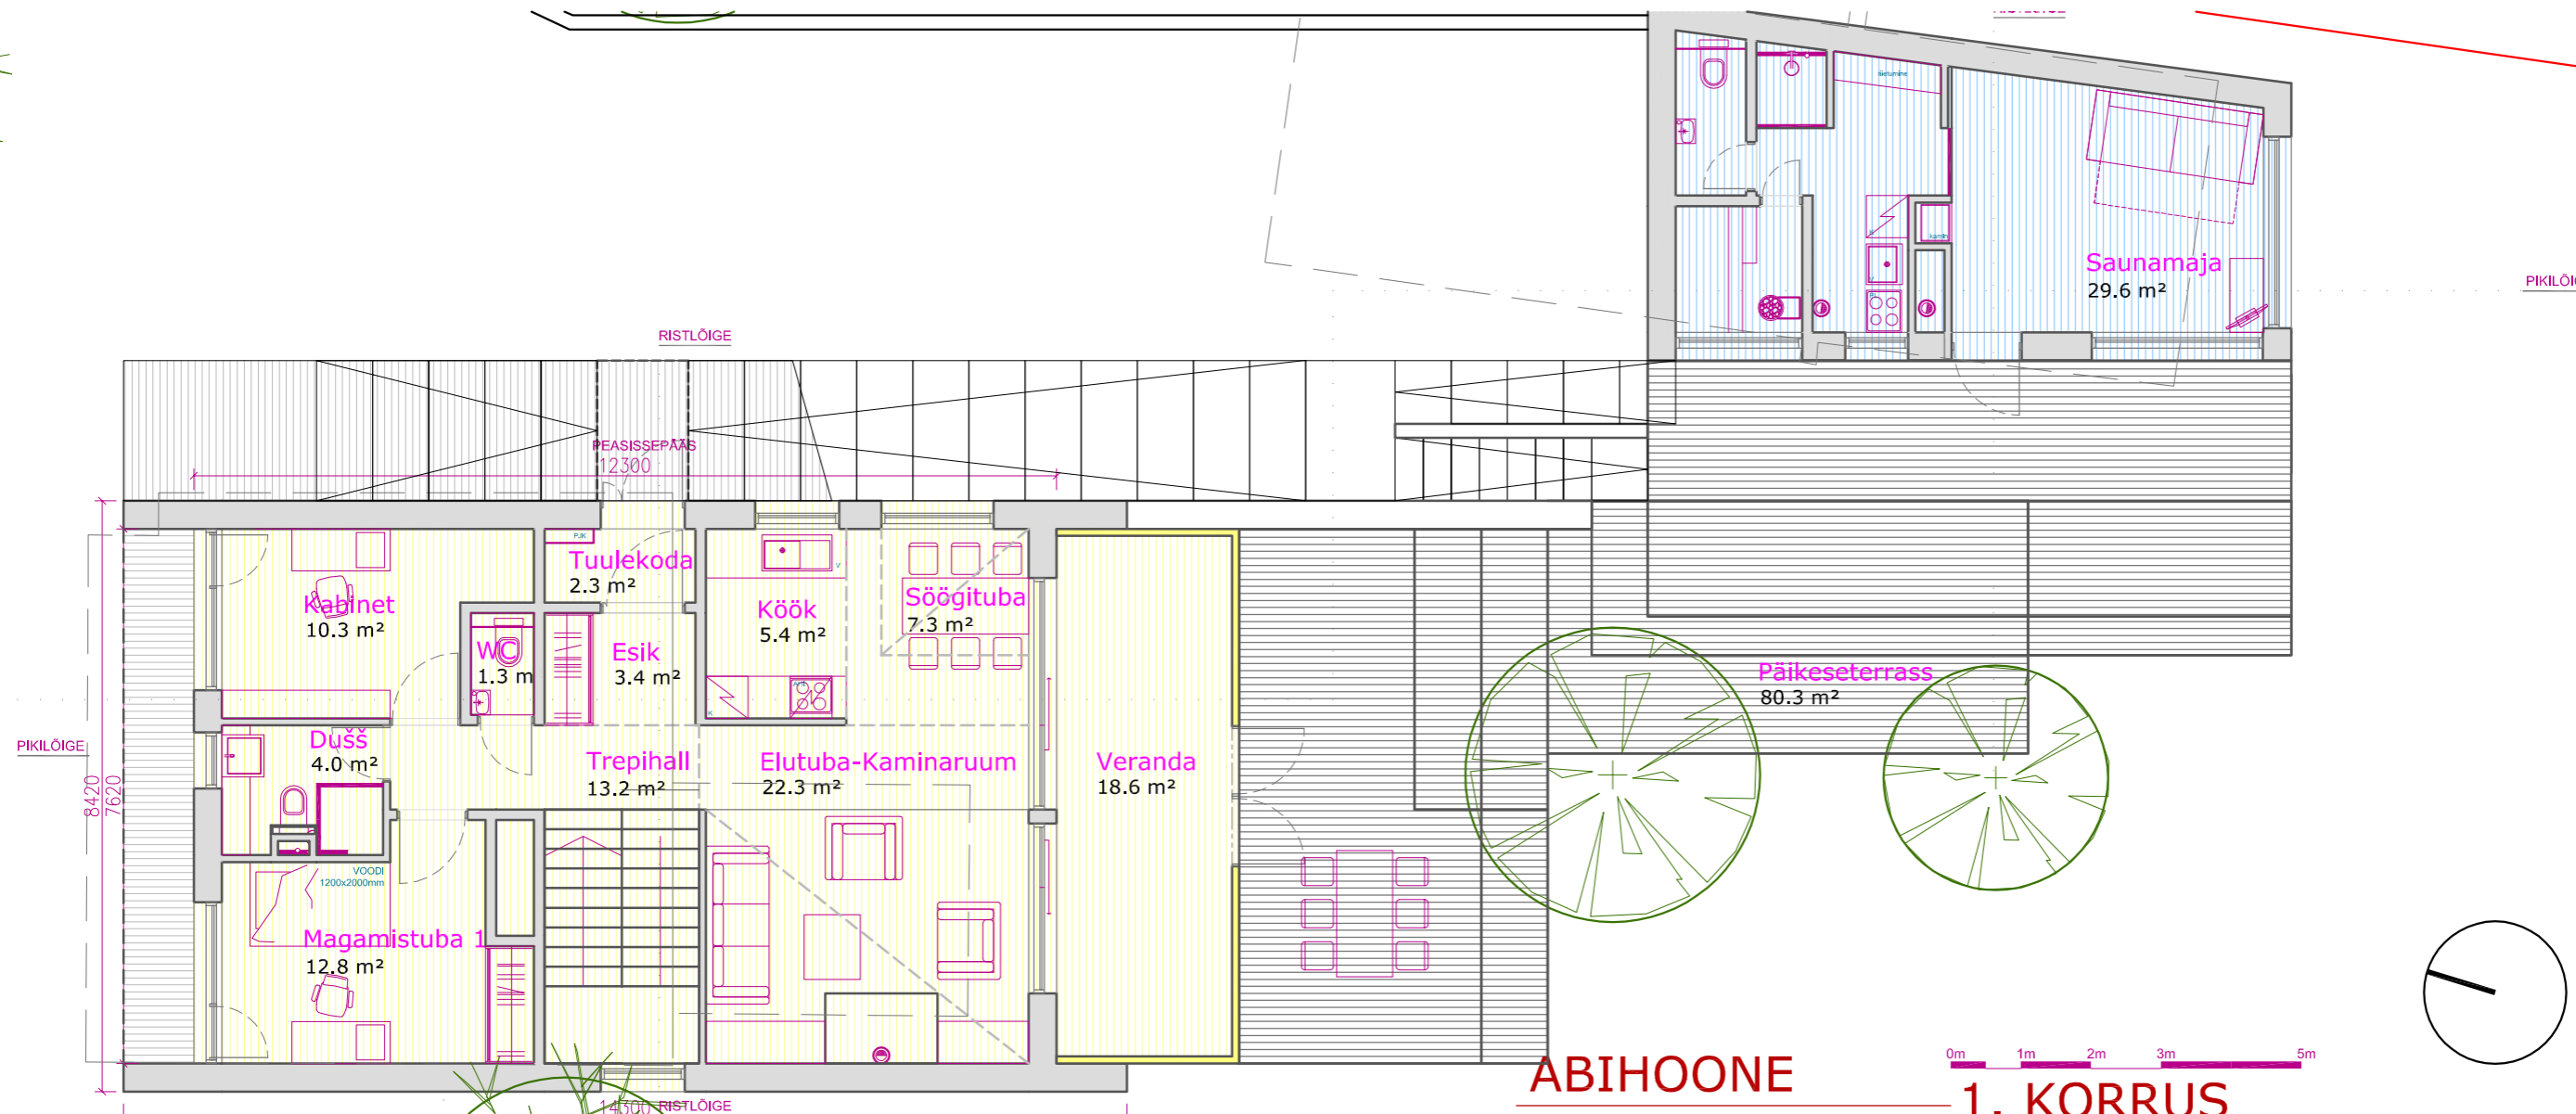 Saunamaja
29.6 m²
kamin
RISTLÕIGE
PEASISSEPÄÄS
12300
PJK
Tuulekoda
2.3 m²
Kabinet
10.3 m²
WC
1.3 m
Esik
3.4 m²
Köök
5.4 m²
Söögituba
7.3 m²
Päikeseterrass
80.3 m²
PIKILÕIGE
Dušš
4.0 m²
Trepihall
13.2 m²
Elutuba-Kaminaruum
22.3 m²
Veranda
18.6 m²
8420
7620
VOODI
1200x2000mm
Magamistuba 1
12.8 m²
ABIHOONE
0m 1m 2m 3m 5m
1. KORRUS
14300
RISTLÕIGE